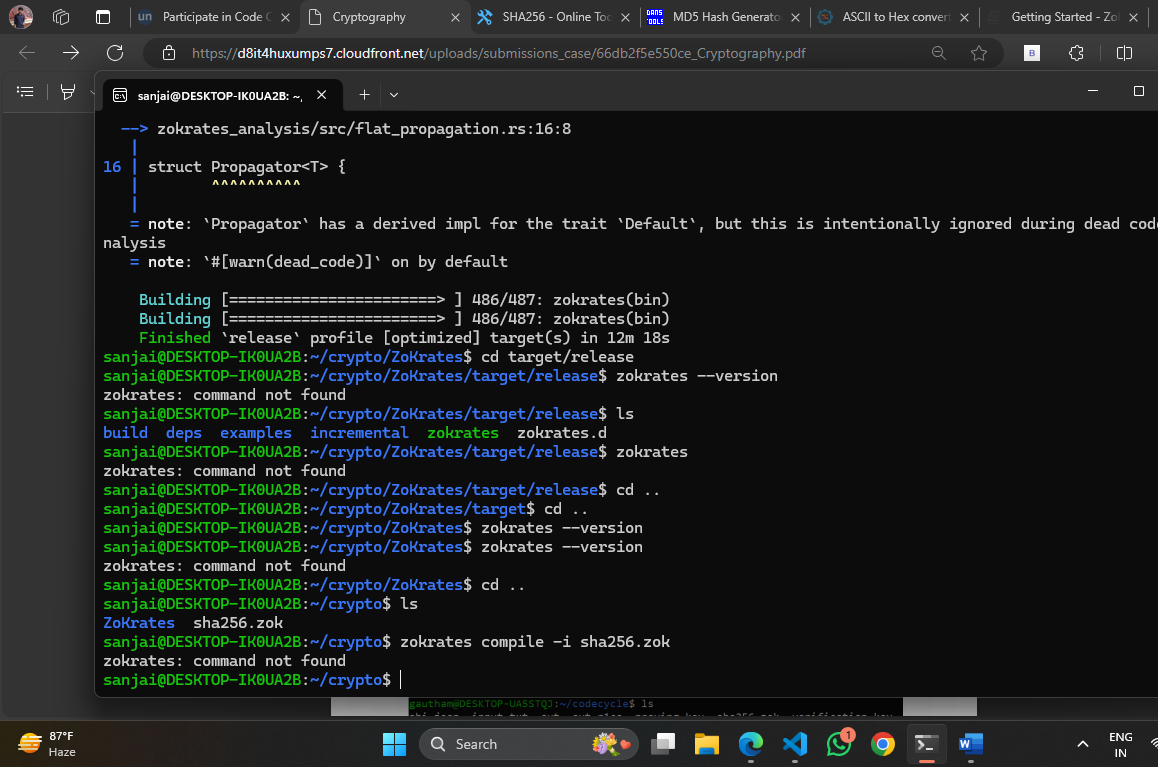 Participate in Code C
Cryptography
SHA256 - Online Too
MD5 Hash Generato
ASCII to Hex convert
Getting Started - Zo
https://d8it4huxumps7.cloudfront.net/uploads/submissions_case/66db2f5e550ce_Cryptography.pdf
sanjai@DESKTOP-IK0UA2B: ~,
--> zokrates_analysis/src/flat_propagation.rs:16:8
|
16 | struct Propagator<T> {
| ^^^^^^^^^^
|
= note: `Propagator` has a derived impl for the trait `Default`, but this is intentionally ignored during dead code
nalysis
= note: `#[warn(dead_code)]` on by default
Building [=======================> ] 486/487: zokrates(bin)
Building [=======================> ] 486/487: zokrates(bin)
Finished `release` profile [optimized] target(s) in 12m 18s
sanjai@DESKTOP-IK0UA2B:~/crypto/ZoKrates$ cd target/release
sanjai@DESKTOP-IK0UA2B:~/crypto/ZoKrates/target/release$ zokrates --version
zokrates: command not found
sanjai@DESKTOP-IK0UA2B:~/crypto/ZoKrates/target/release$ ls
build deps examples incremental zokrates zokrates.d
sanjai@DESKTOP-IK0UA2B:~/crypto/ZoKrates/target/release$ zokrates
zokrates: command not found
sanjai@DESKTOP-IK0UA2B:~/crypto/ZoKrates/target/release$ cd ..
sanjai@DESKTOP-IK0UA2B:~/crypto/ZoKrates/target$ cd ..
sanjai@DESKTOP-IK0UA2B:~/crypto/ZoKrates$ zokrates --version
sanjai@DESKTOP-IK0UA2B:~/crypto/ZoKrates$ zokrates --version
zokrates: command not found
sanjai@DESKTOP-IK0UA2B:~/crypto/ZoKrates$ cd ..
sanjai@DESKTOP-IK0UA2B:~/crypto$ ls
ZoKrates sha256.zok
sanjai@DESKTOP-IK0UA2B:~/crypto$ zokrates compile -i sha256.zok
zokrates: command not found
sanjai@DESKTOP-IK0UA2B:~/crypto$
gautham@DESKTOP-UASSTQJ:~/codecycle$ ls
87°F
Haze
Search
1
ENG
IN